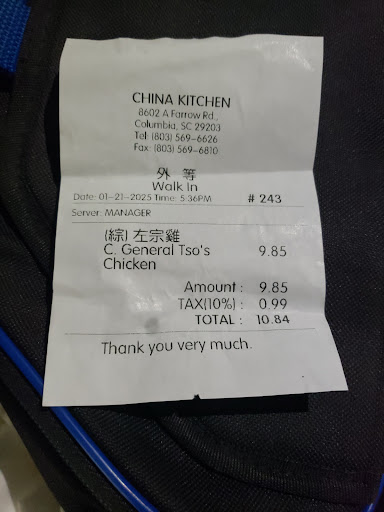 CHINA KITCHEN
8602 A Farrow Rd.,
Columbia, SC 29203
Tel: (803) 569-6626
Fax: (803) 569-6810
外 等
Walk In
Date: 01-21-2025 Time: 5:36PM # 243
Server: MANAGER
(綜) 左宗雞
C. General Tso's 9.85
Chicken
Amount : 9.85
TAX(10%) : 0.99
TOTAL : 10.84
Thank you very much.